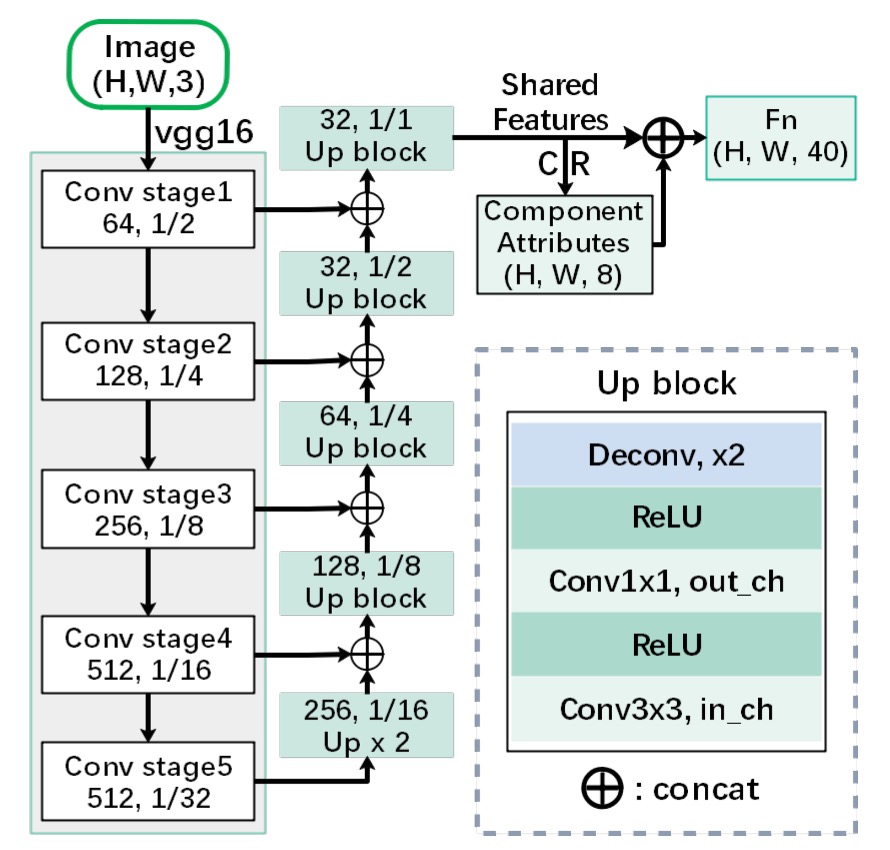 Image
(H,W,3)
vgg16
Conv stage1
64, 1/2
Conv stage2
128, 1/4
Conv stage3
256, 1/8
Conv stage4
512, 1/16
Conv stage5
512, 1/32
32, 1/1
Up block
32, 1/2
Up block
64, 1/4
Up block
128, 1/8
Up block
256, 1/16
Up x 2
Shared
Features
C R
Component
Attributes
(H, W, 8)
Fn
(H, W, 40)
Up block
Deconv, x2
ReLU
Conv1x1, out_ch
ReLU
Conv3x3, in_ch
: concat